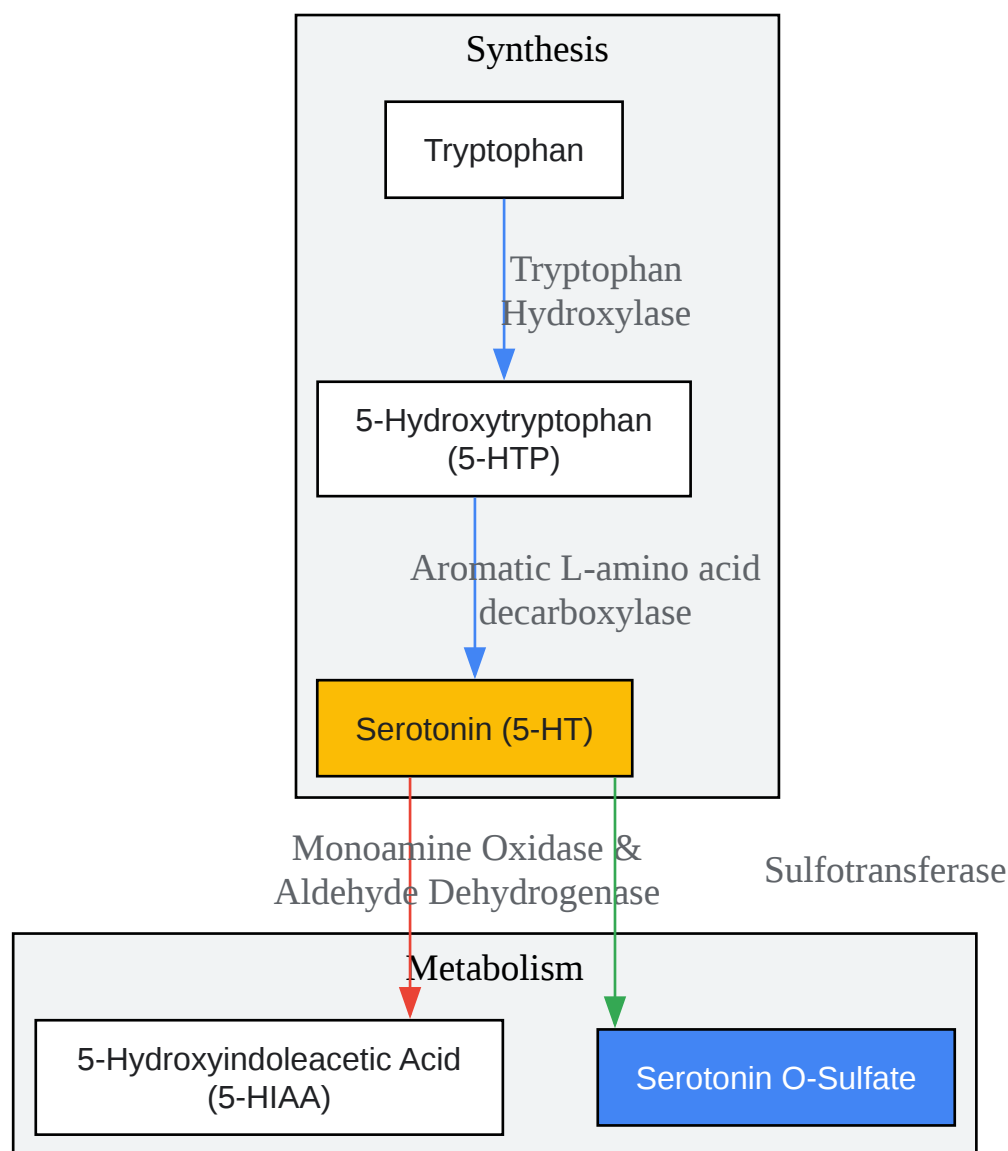 Synthesis
Tryptophan
Tryptophan
Hydroxylase
5-Hydroxytryptophan
(5-HTP)
Aromatic L-amino acid
decarboxylase
Serotonin (5-HT)
Monoamine Oxidase &
Aldehyde Dehydrogenase
Sulfotransferase
Metabolism
5-Hydroxyindoleacetic Acid
(5-HIAA)
Serotonin O-Sulfate